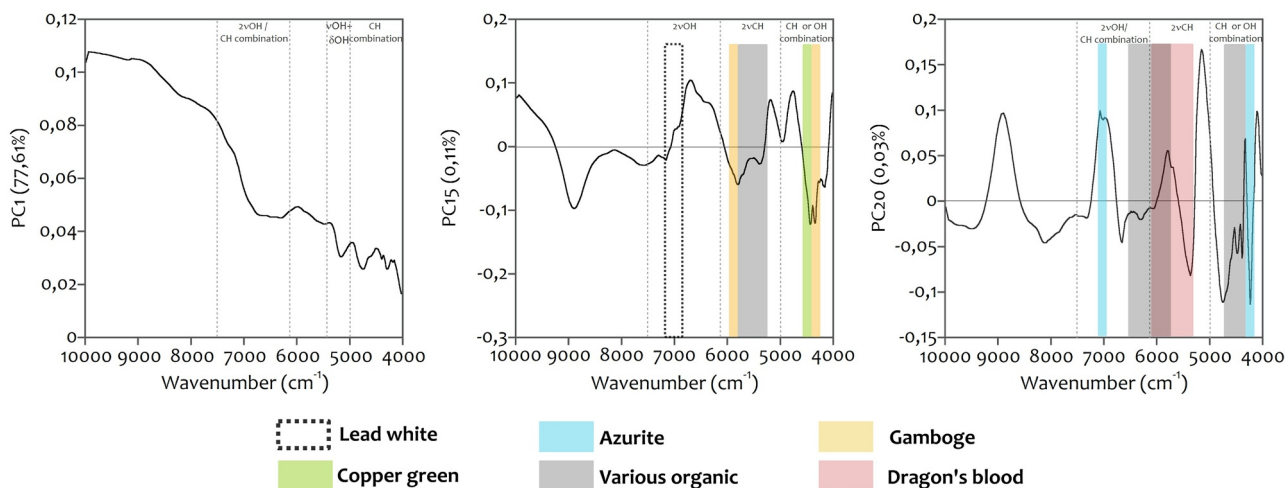 0,12
0,1
0,08
0,06
0,04
0,02
0
PC1 (77,61%)
2νOH /
CH combination
νOH+
δOH
CH
combination
10000 9000 8000 7000 6000 5000 4000
Wavenumber (cm⁻¹)
0,2
0,1
0
-0,1
-0,2
-0,3
PC15 (0,11%)
2νOH
2νCH
CH or OH
combination
10000 9000 8000 7000 6000 5000 4000
Wavenumber (cm⁻¹)
0,2
0,15
0,1
0,05
0
-0,05
-0,1
-0,15
PC20 (0,03%)
2νOH/
CH combination
2νCH
CH or OH
combination
10000 9000 8000 7000 6000 5000 4000
Wavenumber (cm⁻¹)
Lead white
Azurite
Gamboge
Copper green
Various organic
Dragon's blood